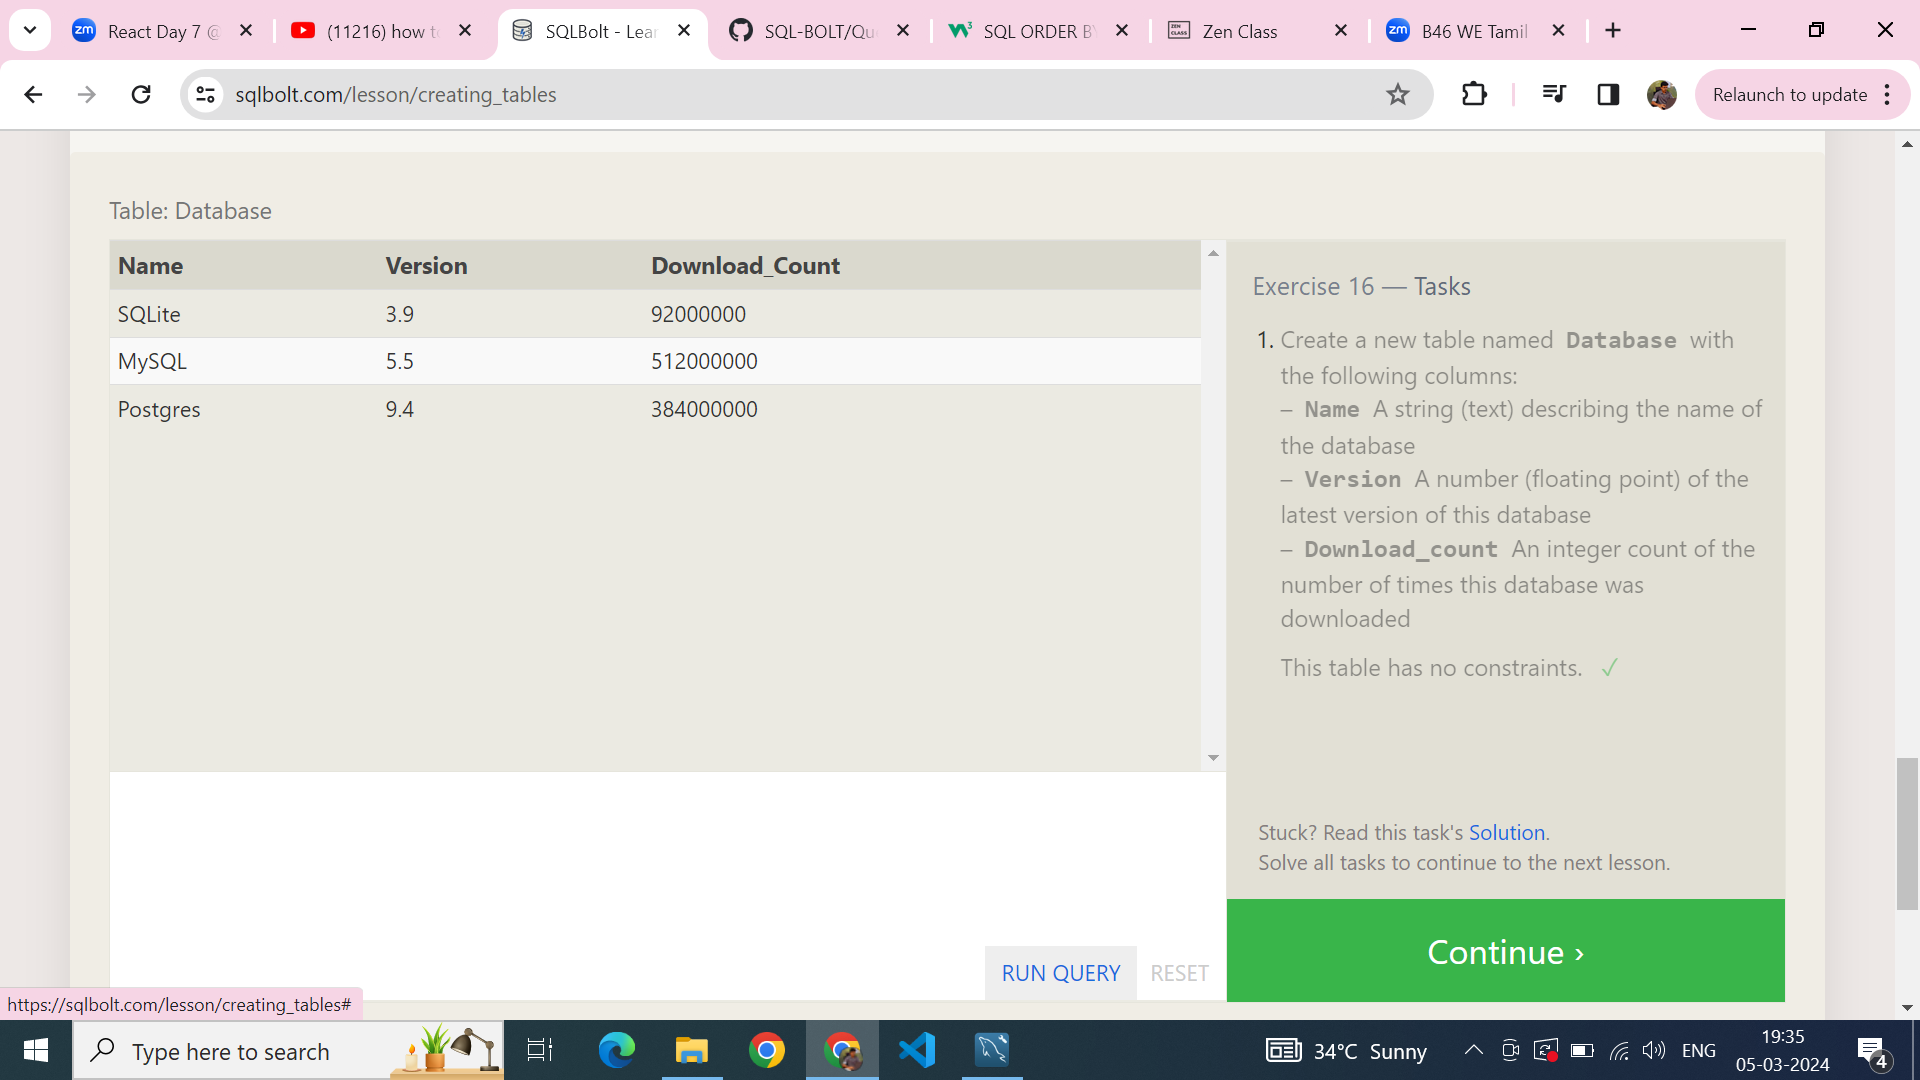 React Day 7 @
(11216) how to
SQLBolt - Lear
SQL-BOLT/Que
SQL ORDER BY
Zen Class
B46 WE Tamil
sqlbolt.com/lesson/creating_tables
Relaunch to update
Table: Database
Name Version Download_Count
SQLite 3.9 92000000
MySQL 5.5 512000000
Postgres 9.4 384000000
Exercise 16 — Tasks
1. Create a new table named Database with
the following columns:
– Name A string (text) describing the name of
the database
– Version A number (floating point) of the
latest version of this database
– Download_count An integer count of the
number of times this database was
downloaded
This table has no constraints. ✓
Stuck? Read this task's Solution.
Solve all tasks to continue to the next lesson.
RUN QUERY RESET
Continue ›
https://sqlbolt.com/lesson/creating_tables#
Type here to search
34°C Sunny
ENG
19:35
05-03-2024
4